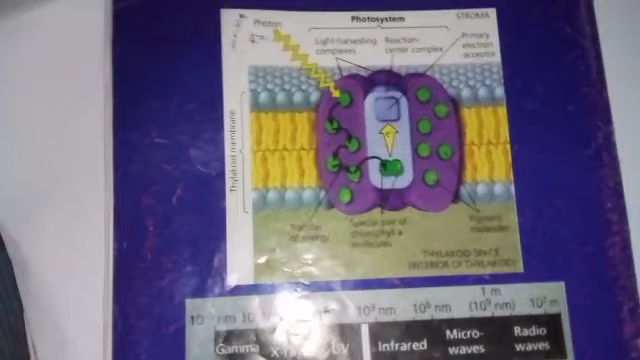 Photosystem
STROMA
Photon
Light-harvesting
complexes
Reaction-
center complex
Primary
electron
acceptor
Thylakoid membrane
Transfer
of energy
Special pair of
chlorophyll a
molecules
Pigment
molecules
THYLAKOID SPACE
(INTERIOR OF THYLAKOID)
1 m
10³ nm
10⁶ nm
(10⁹ nm)
10³ m
Gamma
UV
Infrared
Micro-
waves
Radio
waves